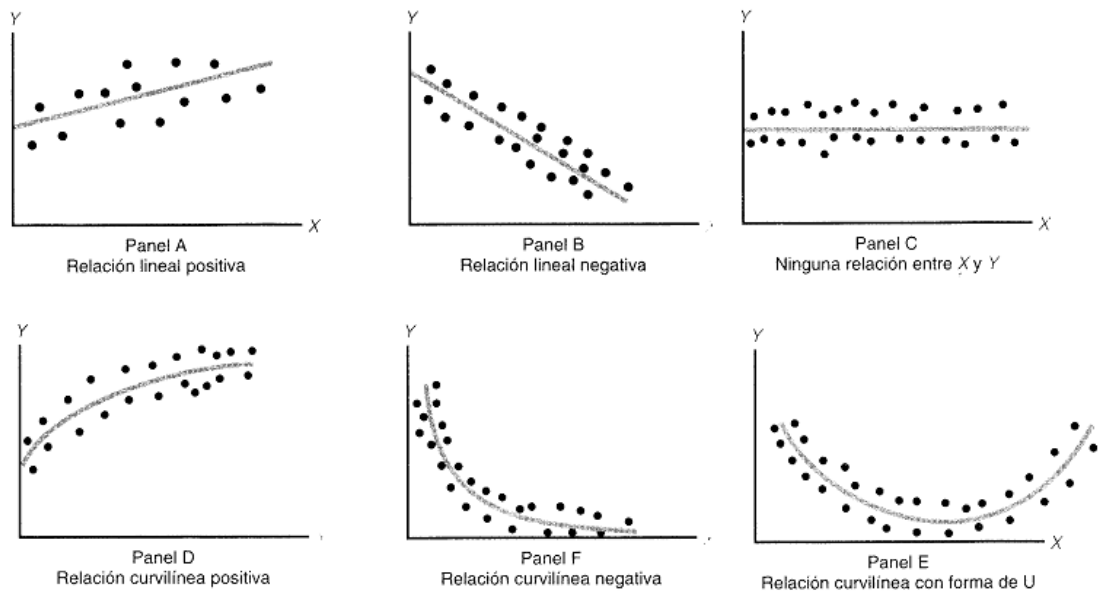 Y
Y
Y
X
X
Panel A
Relación lineal positiva
Panel B
Relación lineal negativa
Panel C
Ninguna relación entre X y Y
Y
Y
Y
X
Panel D
Relación curvilínea positiva
Panel F
Relación curvilínea negativa
Panel E
Relación curvilínea con forma de U